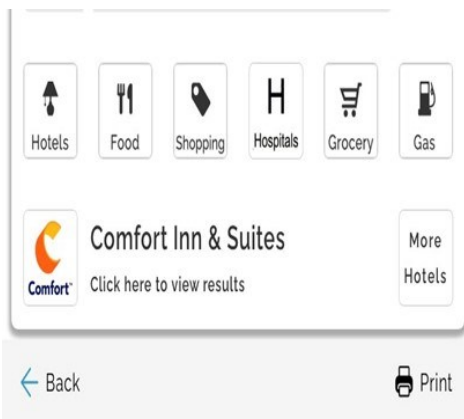 Hotels
Food
Shopping
H
Hospitals
Grocery
Gas
Comfort Inn & Suites
Click here to view results
Comfort
More
Hotels
Back
Print